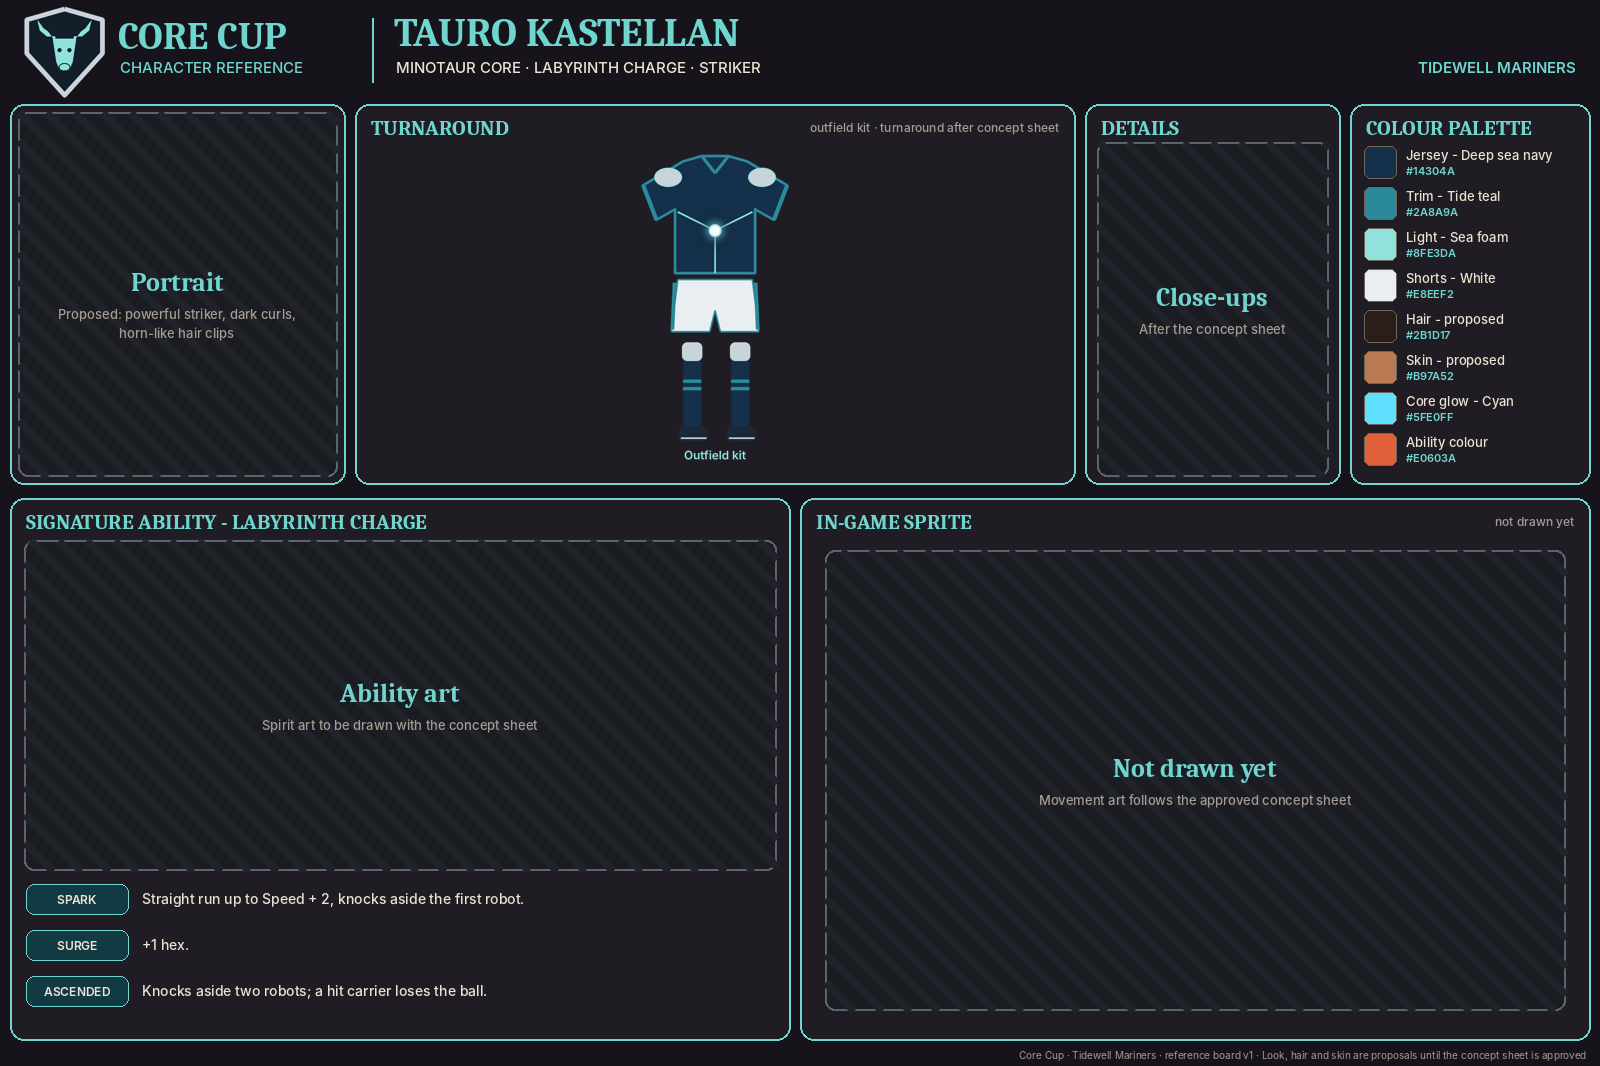 CORE CUP
CHARACTER REFERENCE
TAURO KASTELLAN
MINOTAUR CORE · LABYRINTH CHARGE · STRIKER
TIDEWELL MARINERS
Portrait
Proposed: powerful striker, dark curls,
horn-like hair clips
TURNAROUND
outfield kit · turnaround after concept sheet
Outfield kit
DETAILS
Close-ups
After the concept sheet
COLOUR PALETTE
Jersey - Deep sea navy
#14304A
Trim - Tide teal
#2A8A9A
Light - Sea foam
#8FE3DA
Shorts - White
#E8EEF2
Hair - proposed
#2B1D17
Skin - proposed
#B97A52
Core glow - Cyan
#5FE0FF
Ability colour
#E0603A
SIGNATURE ABILITY - LABYRINTH CHARGE
Ability art
Spirit art to be drawn with the concept sheet
SPARK Straight run up to Speed + 2, knocks aside the first robot.
SURGE +1 hex.
ASCENDED Knocks aside two robots; a hit carrier loses the ball.
IN-GAME SPRITE
not drawn yet
Not drawn yet
Movement art follows the approved concept sheet
Core Cup · Tidewell Mariners · reference board v1 · Look, hair and skin are proposals until the concept sheet is approved